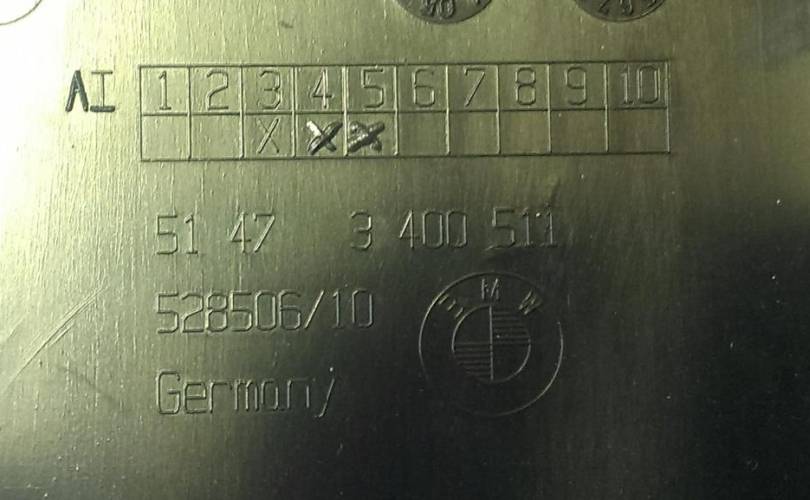 AI 1 2 3 4 5 6 7 8 9 10
X X X
51 47 3 400 511
528506/10
BMW
Germany